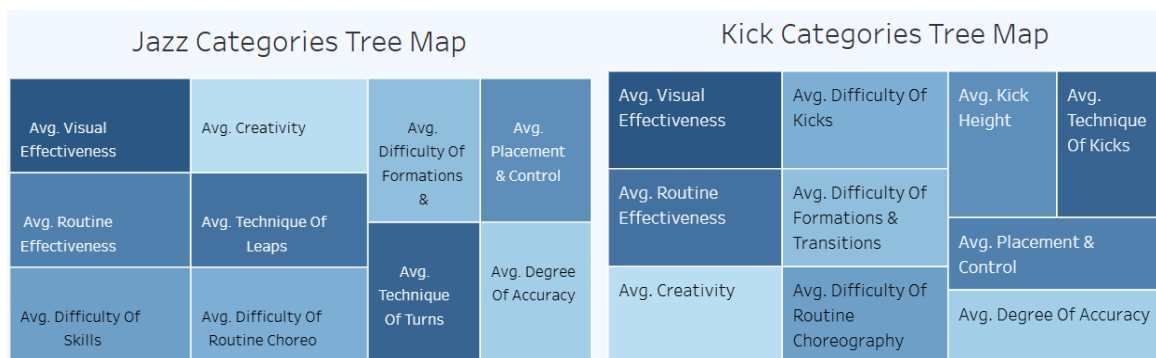 Jazz Categories Tree Map
Avg. Visual
Effectiveness
Avg. Creativity
Avg.
Difficulty Of
Formations
&
Avg.
Placement
& Control
Avg. Routine
Effectiveness
Avg. Technique Of
Leaps
Avg.
Technique
Of Turns
Avg. Degree
Of Accuracy
Avg. Difficulty Of
Skills
Avg. Difficulty Of
Routine Choreo
Kick Categories Tree Map
Avg. Visual
Effectiveness
Avg. Difficulty Of
Kicks
Avg. Kick
Height
Avg.
Technique
Of Kicks
Avg. Routine
Effectiveness
Avg. Difficulty Of
Formations &
Transitions
Avg. Placement &
Control
Avg. Creativity
Avg. Difficulty Of
Routine
Choreography
Avg. Degree Of Accuracy